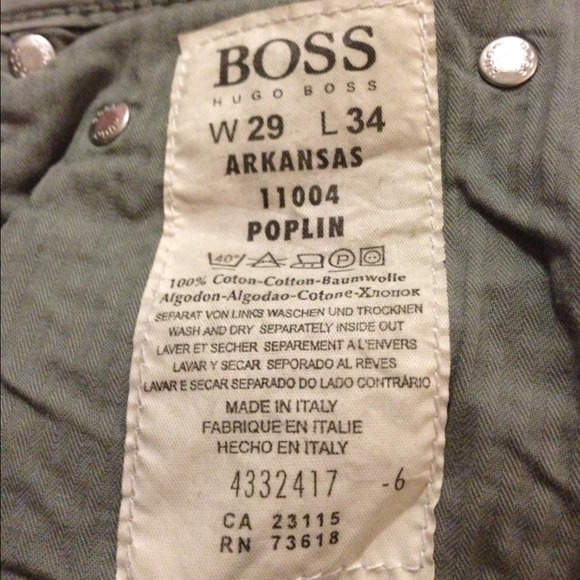 BOSS
HUGO BOSS
W 29 L 34
ARKANSAS
11004
POPLIN
40°
P
100% Coton-Cotton-Baumwolle
Algodon-Algodao-Cotone-Хлопок
SEPARAT VON LINKS WASCHEN UND TROCKNEN
WASH AND DRY SEPARATELY INSIDE OUT
LAVER ET SECHER SEPAREMENT A L'ENVERS
LAVAR Y SECAR SEPORADO AL REVES
LAVAR E SECAR SEPARADO DO LADO CONTRÁRIO
MADE IN ITALY
FABRIQUE EN ITALIE
HECHO EN ITALY
4332417 -6
CA 23115
RN 73618